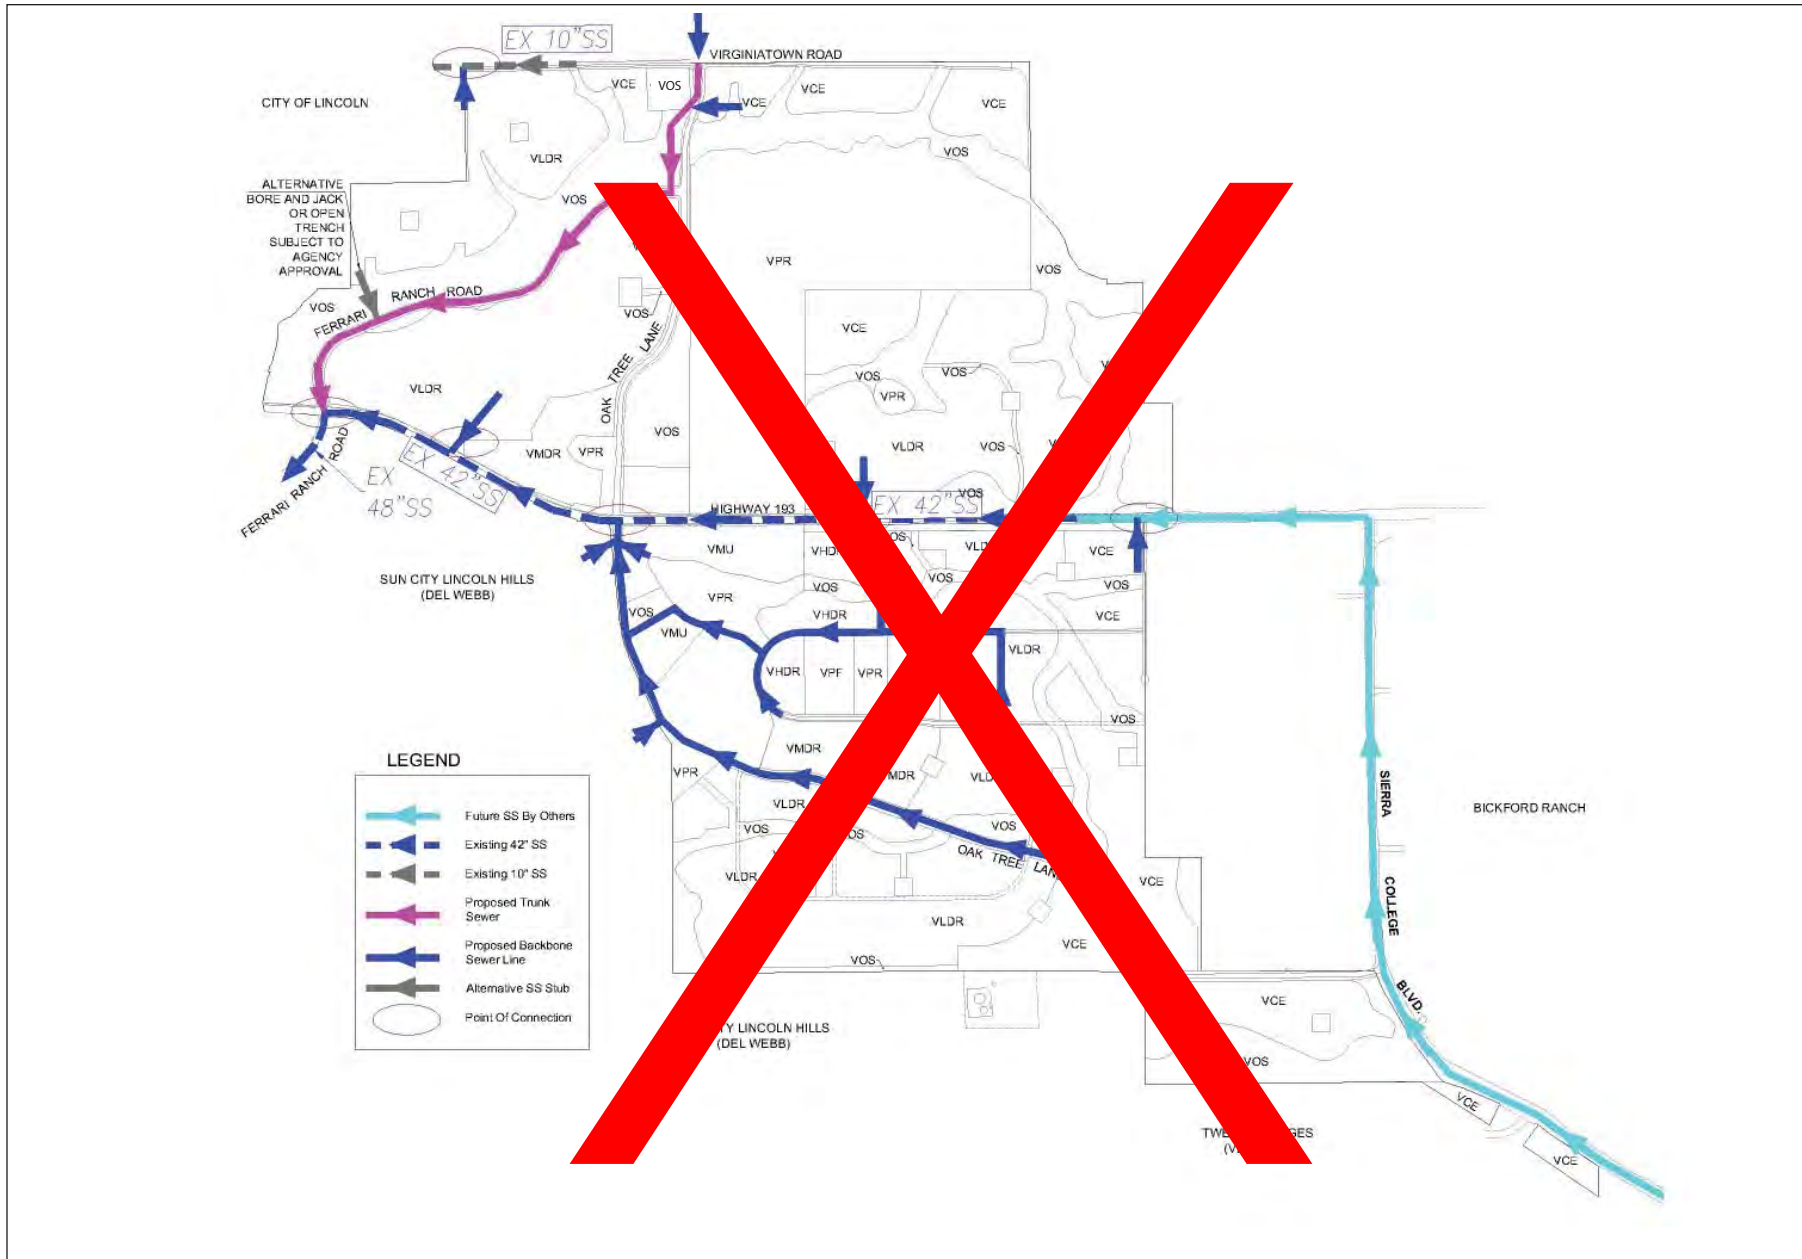 EX 10"SS
VIRGINIATOWN ROAD
CITY OF LINCOLN
VCE
VOS
VCE
VCE
VCE
VLDR
VOS
ALTERNATIVE
BORE AND JACK
OR OPEN
TRENCH
SUBJECT TO
AGENCY
APPROVAL
VOS
VPR
VOS
VOS
FERRARI RANCH ROAD
VOS
OAK TREE LANE
VCE
VLDR
VOS
VOS
VPR
VOS
VLDR
VOS
VMDR
VPR
EX 42"SS
EX
48"SS
FERRARI RANCH ROAD
VOS
EX 42"SS
HIGHWAY 193
SUN CITY LINCOLN HILLS
(DEL WEBB)
VMU
VCE
VOS
VOS
VOS
VPR
VHDR
VCE
VOS
VMU
VLDR
VHDR
VPF
VPR
VOS
VMDR
VPR
VLDR
VOS
VOS
OAK TREE LANE
VLDR
VCE
VLDR
VCE
VOS
SIERRA COLLEGE BLVD.
BICKFORD RANCH
LEGEND
Future SS By Others
Existing 42" SS
Existing 10" SS
Proposed Trunk
Sewer
Proposed Backbone
Sewer Line
Alternative SS Stub
Point Of Connection
LINCOLN HILLS
(DEL WEBB)
VCE
VOS
VCE
VCE